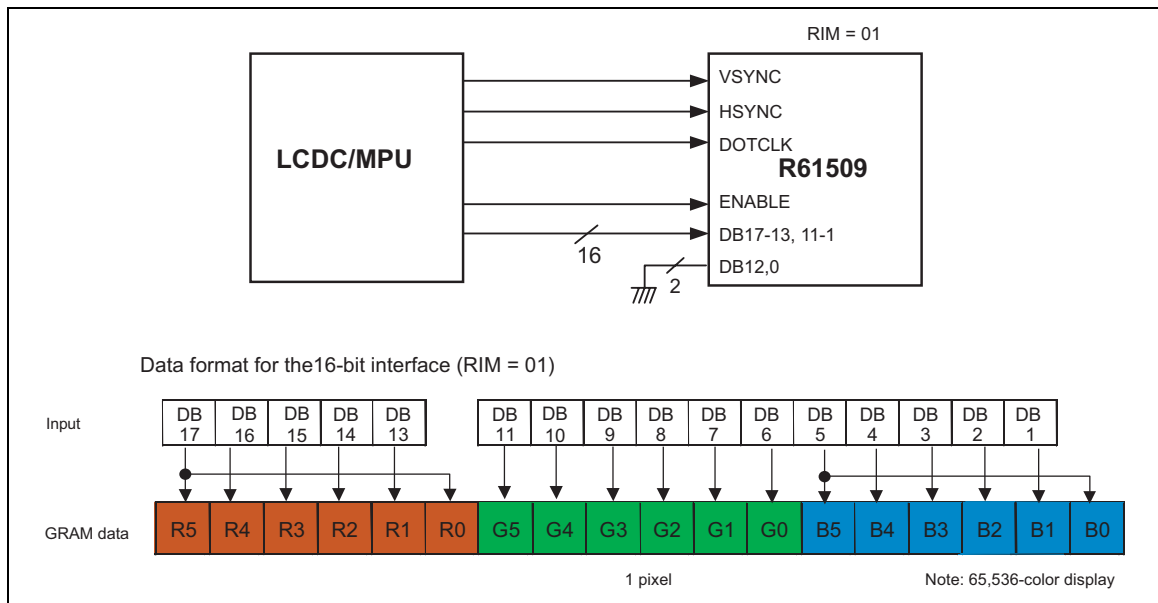 RIM = 01
LCDC/MPU
VSYNC
HSYNC
DOTCLK
R61509
ENABLE
DB17-13, 11-1
16
DB12,0
2
Data format for the16-bit interface (RIM = 01)
Input
DB 17 DB 16 DB 15 DB 14 DB 13 DB 11 DB 10 DB 9 DB 8 DB 7 DB 6 DB 5 DB 4 DB 3 DB 2 DB 1
GRAM data
R5 R4 R3 R2 R1 R0 G5 G4 G3 G2 G1 G0 B5 B4 B3 B2 B1 B0
1 pixel
Note: 65,536-color display